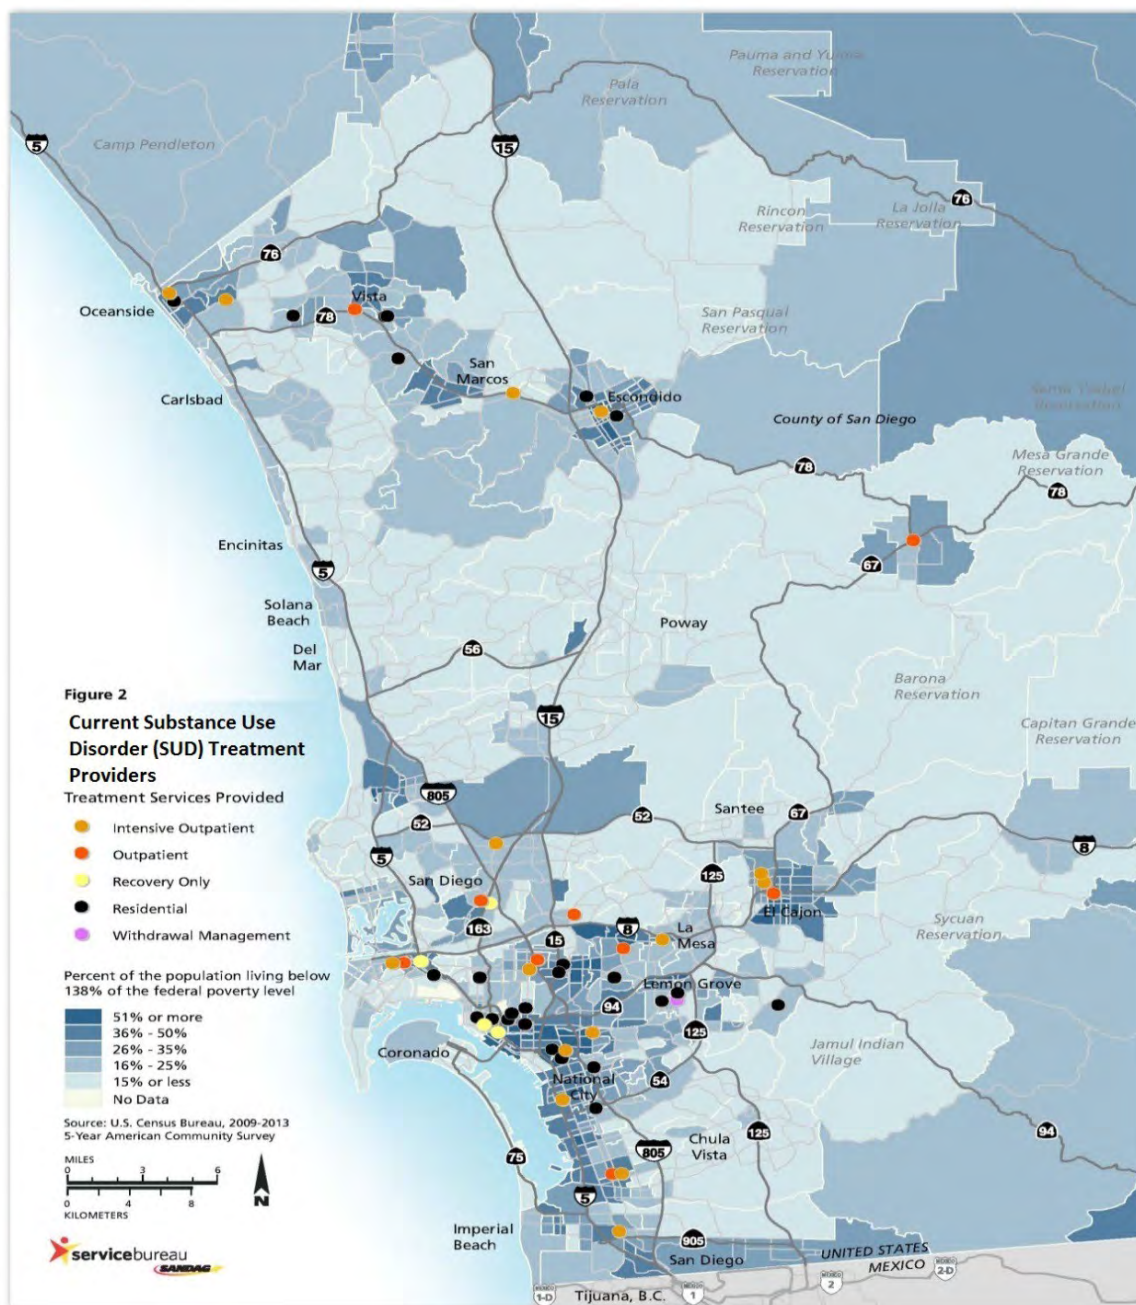 Pauma and Yuima
Reservation
Pala
Reservation
5
Camp Pendleton
15
76
Rincon
Reservation
La Jolla
Reservation
76
Oceanside
Vista
78
San Pasqual
Reservation
San
Marcos
Carlsbad
Escondido
County of San Diego
Santa Ysabel
Reservation
78
Mesa Grande
Reservation
78
Encinitas
5
67
Solana
Beach
Del
Mar
56
Poway
Barona
Reservation
15
Capitan Grande
Reservation
Figure 2
Current Substance Use
Disorder (SUD) Treatment
Providers
Treatment Services Provided
Intensive Outpatient
Outpatient
Recovery Only
Residential
Withdrawal Management
805
52
52
Santee
67
5
8
San Diego
125
El Cajon
163
15
8
La
Mesa
Sycuan
Reservation
Lemon Grove
94
125
Coronado
Jamul Indian
Village
National
City
54
Chula
Vista
125
94
805
75
5
Imperial
Beach
905
San Diego
UNITED STATES
MEXICO
Percent of the population living below
138% of the federal poverty level
51% or more
36% - 50%
26% - 35%
16% - 25%
15% or less
No Data
Source: U.S. Census Bureau, 2009-2013
5-Year American Community Survey
MILES
0 3 6
0 4 8
KILOMETERS
N
servicebureau
SANDAG
Tijuana, B.C.
1-D
1
2
2-D